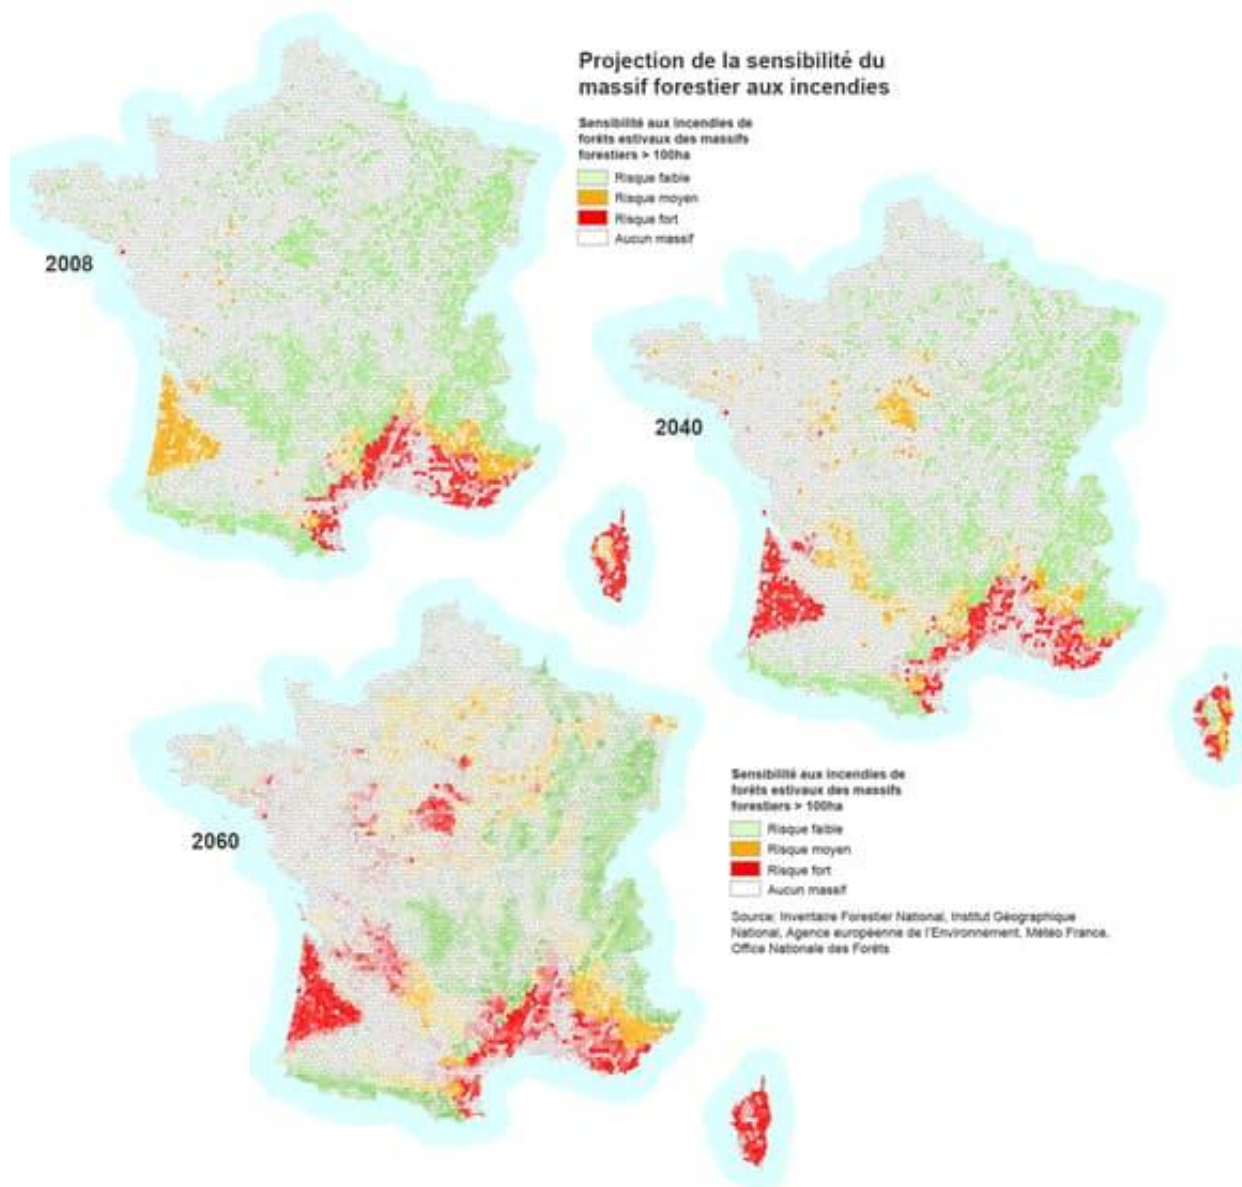 Projection de la sensibilité du
massif forestier aux incendies
Sensibilité aux incendies de
forêts estivaux des massifs
forestiers > 100ha
Risque faible
Risque moyen
Risque fort
Aucun massif
2008
2040
2060
Sensibilité aux incendies de
forêts estivaux des massifs
forestiers > 100ha
Risque faible
Risque moyen
Risque fort
Aucun massif
Source: Inventaire Forestier National, Institut Géographique
National, Agence européenne de l'Environnement, Météo France,
Office Nationale des Forêts